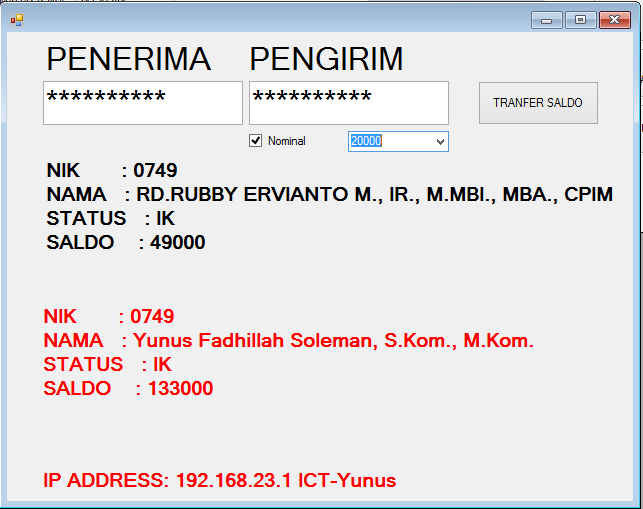 PENERIMA PENGIRIM
********** **********
TRANFER SALDO
Nominal 20000
NIK : 0749
NAMA : RD.RUBBY ERVIANTO M., IR., M.MBI., MBA., CPIM
STATUS : IK
SALDO : 49000
NIK : 0749
NAMA : Yunus Fadhillah Soleman, S.Kom., M.Kom.
STATUS : IK
SALDO : 133000
IP ADDRESS: 192.168.23.1 ICT-Yunus